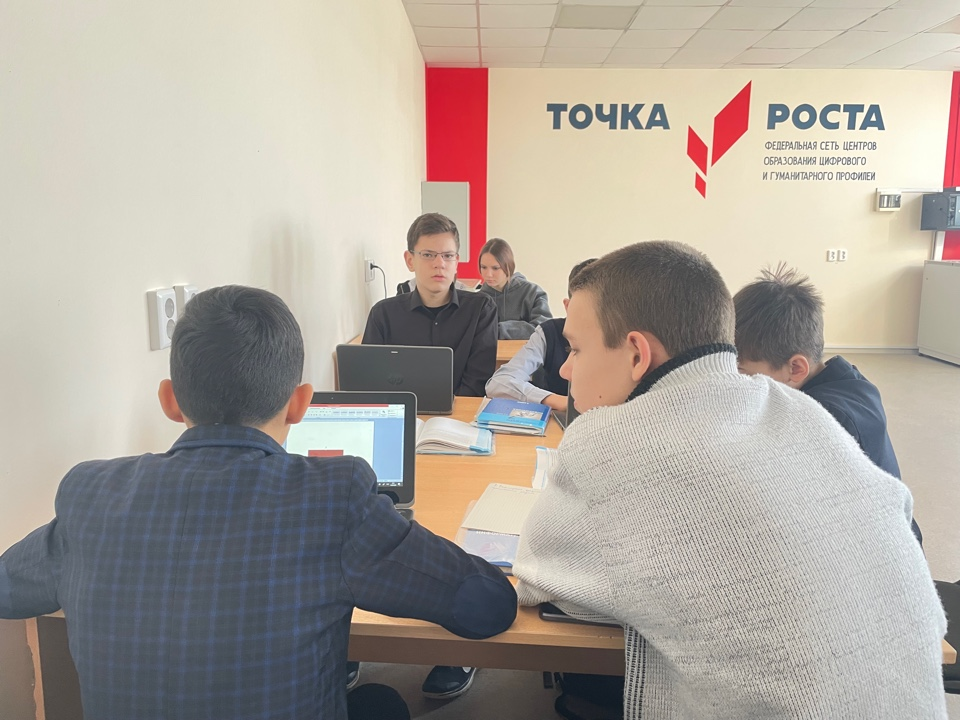 ТОЧКА РОСТА
ФЕДЕРАЛЬНАЯ СЕТЬ ЦЕНТРОВ
ОБРАЗОВАНИЯ ЦИФРОВОГО
И ГУМАНИТАРНОГО ПРОФИЛЕЙ